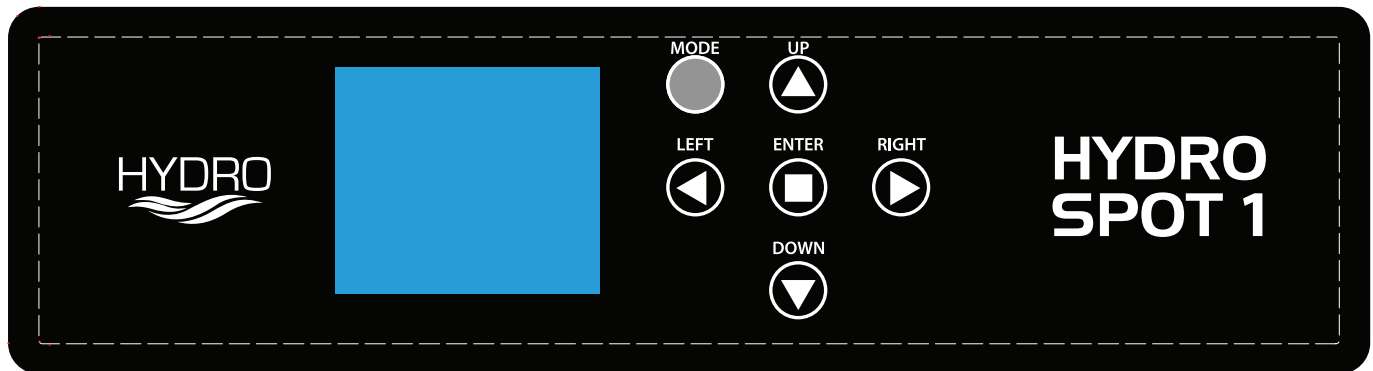 MODE UP
LEFT ENTER RIGHT
DOWN
HYDRO
HYDRO
SPOT 1